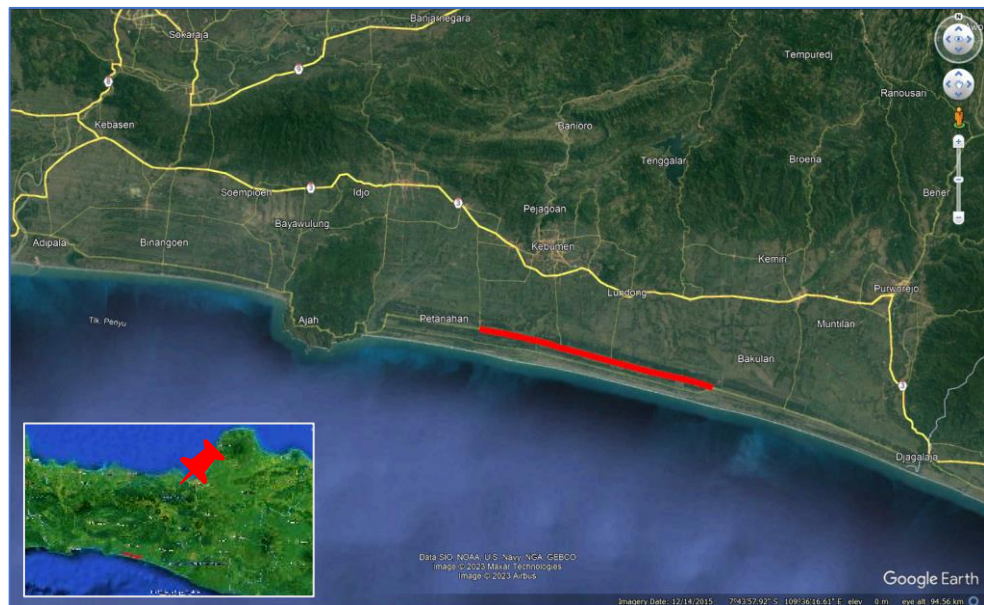 Banjarnegara
Sokaraja
Tempuredj
Ranousari
Kebasen
Banioro
Tenggalar
Broena
Soempioeh
Idjo
Bener
Bayawulung
Pejagoan
Adipala
Binangoen
Kebumen
Kemiri
Lundong
Purworejo
Ajah
Petanahan
Muntilan
Tlk. Penyu
Bakulan
Djagalaja
Data SIO, NOAA, U.S. Navy, NGA, GEBCO
Image © 2023 Maxar Technologies
Image © 2023 Airbus
Google Earth
Imagery Date: 12/14/2015 7°43'57.92" S 109°36'16.61" E elev 0 m eye alt 94.56 km